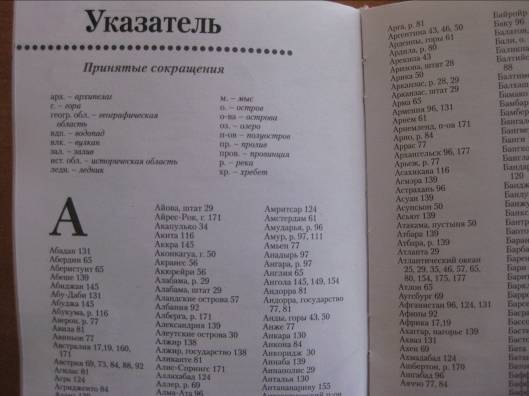 Указатель
Принятые сокращения
арх. – архипелаг
г. – гора
геогр. обл. – географическая
область
вдп. – водопад
влк. – вулкан
зал. – залив
ист. обл. – историческая область
ледн. – ледник
м. – мыс
о. – остров
о-ва – острова
оз. – озеро
п-ов – полуостров
пр. – пролив
пров. – провинция
р. – река
хр. – хребет
А
Абадан 131
Абердин 65
Аберистуит 65
Абеше 139
Абиджан 145
Абу-Даби 131
Абуджа 145
Абукума, р. 116
Авейрон, р. 77
Авила 81
Авиньон 77
Австралия 17,19, 160,
171
Австрия 69, 73, 84, 88, 92
Агилас 81
Агра 124
Агридженто 84
Айова, штат 29
Айрес-Рок, г. 171
Акапулько 34
Акита 116
Аккра 145
Аконкагуа, г. 50
Акранес 56
Акюрейри 56
Алабама, р. 29
Алабама, штат 29
Аландские острова 57
Албания 92
Алберга, р. 171
Александрия 139
Алеутские острова 30
Алжир 138
Алжир, государство 138
Аликанте 81
Алис-Спрингс 171
Аллахабад 124
Аллер, р. 69
Алма-Ата 96
Амритсар 124
Амстердам 61
Амударья, р. 96
Амур, р. 97, 111
Амьен 77
Анадырь 97
Ангара, р. 97
Англия 65
Ангола 145, 149, 154
Андорра 81
Андорра, государство
77, 81
Анды, горы 43, 50
Анже 77
Анкара 130
Анкона 84
Анкоридж 30
Аннаба 139
Аннаполис 29
Анталья 130
Антананариву 155
Арга, р. 81
Аргентина 43, 46, 50
Арденны, горы 61
Ардила, р. 80
Арекипа 43
Аризона, штат 28
Арика 50
Арканзас, р. 28, 29
Арканзас, штат 29
Арма 65
Армения 96, 131
Арнем 61
Арнемленд, п-ов 171
Арно, р. 84
Аррас 77
Архангельск 96, 97
Арьеж, р. 77
Асахикава 116
Асмэра 139
Астрахань 96
Асуан 139
Асунсьон 50
Асьют 139
Атакама, пустыня 50
Атбара 139
Атбара, р. 139
Атланта 29
Атлантический океан
25, 29, 35, 46, 57, 65,
80, 154, 175, 177
Атлон 65
Аугсбург 69
Афганистан 96, 124, 131
Афины 92
Африка 17,19
Ахаггар, нагорье 139
Ахваз 131
Ахен 69
Ахмадабад 124
Ашбертон, р. 170
Ашгабад 96
Баку 96
Балатон,
Бали, о.